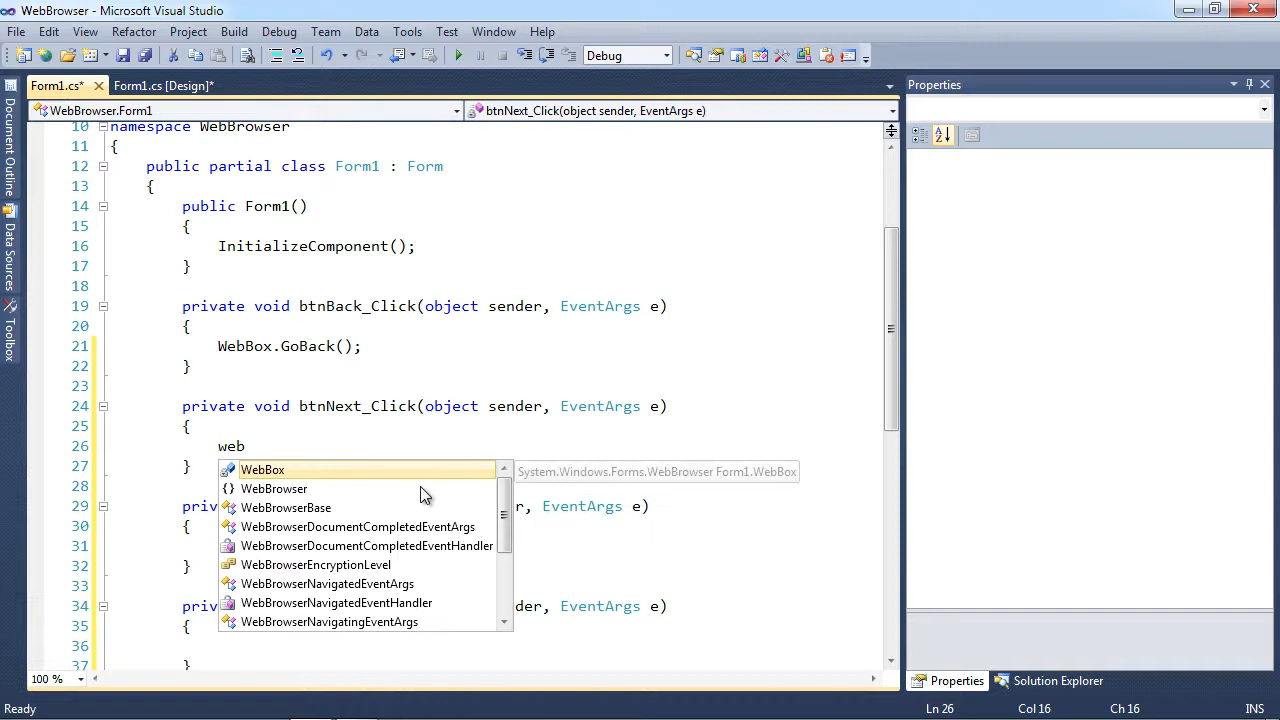 WebBrowser - Microsoft Visual Studio
File Edit View Refactor Project Build Debug Team Data Tools Test Window Help
Debug
Form1.cs* Form1.cs [Design]* Properties
WebBrowser.Form1 btnNext_Click(object sender, EventArgs e)
Document Outline
Data Sources
Toolbox
10 namespace WebBrowser
11 {
12 public partial class Form1 : Form
13 {
14 public Form1()
15 {
16 InitializeComponent();
17 }
18
19 private void btnBack_Click(object sender, EventArgs e)
20 {
21 WebBox.GoBack();
22 }
23
24 private void btnNext_Click(object sender, EventArgs e)
25 {
26 web
27 }
28
29 r, EventArgs e)
30 {
31
32 }
33
34 der, EventArgs e)
35 {
36
37 }
WebBox
WebBrowser
WebBrowserBase
WebBrowserDocumentCompletedEventArgs
WebBrowserDocumentCompletedEventHandler
WebBrowserEncryptionLevel
WebBrowserNavigatedEventArgs
WebBrowserNavigatedEventHandler
WebBrowserNavigatingEventArgs
System.Windows.Forms.WebBrowser Form1.WebBox
100 %
Properties Solution Explorer
Ready Ln 26 Col 16 Ch 16 INS